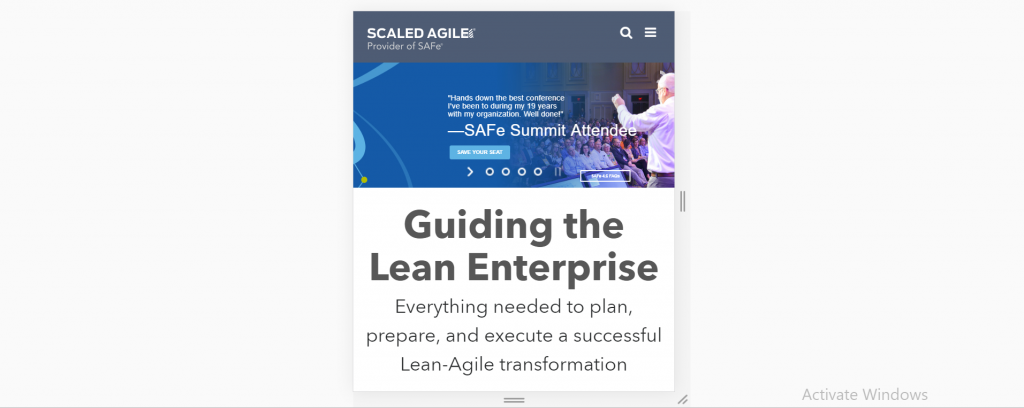 SCALED AGILE
Provider of SAFe®
"Hands down the best conference
I've been to during my 19 years
with my organization. Well done!"
—SAFe Summit Attendee
SAVE YOUR SEAT
Guiding the
Lean Enterprise
Everything needed to plan,
prepare, and execute a successful
Lean-Agile transformation
Activate Windows